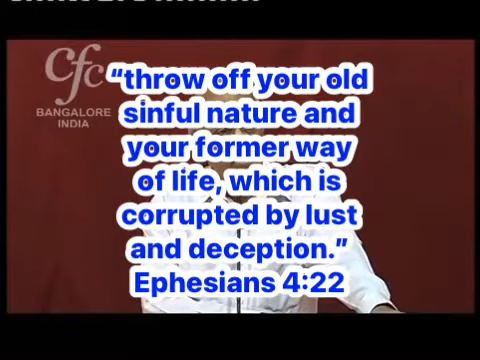 cfc
BANGALORE
INDIA
“throw off your old
sinful nature and
your former way
of life, which is
corrupted by lust
and deception.”
Ephesians 4:22